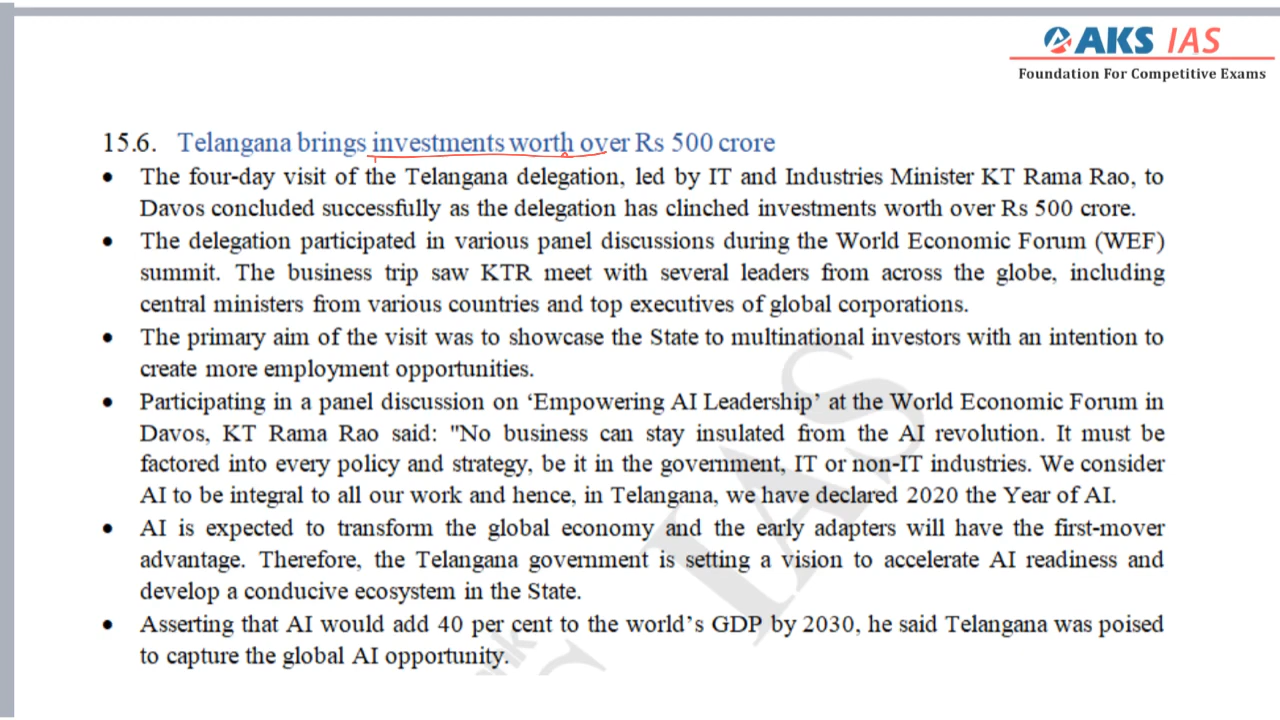 AKS IAS
Foundation For Competitive Exams
15.6. Telangana brings investments worth over Rs 500 crore
• The four-day visit of the Telangana delegation, led by IT and Industries Minister KT Rama Rao, to
Davos concluded successfully as the delegation has clinched investments worth over Rs 500 crore.
• The delegation participated in various panel discussions during the World Economic Forum (WEF)
summit. The business trip saw KTR meet with several leaders from across the globe, including
central ministers from various countries and top executives of global corporations.
• The primary aim of the visit was to showcase the State to multinational investors with an intention to
create more employment opportunities.
• Participating in a panel discussion on ‘Empowering AI Leadership’ at the World Economic Forum in
Davos, KT Rama Rao said: "No business can stay insulated from the AI revolution. It must be
factored into every policy and strategy, be it in the government, IT or non-IT industries. We consider
AI to be integral to all our work and hence, in Telangana, we have declared 2020 the Year of AI.
• AI is expected to transform the global economy and the early adapters will have the first-mover
advantage. Therefore, the Telangana government is setting a vision to accelerate AI readiness and
develop a conducive ecosystem in the State.
• Asserting that AI would add 40 per cent to the world’s GDP by 2030, he said Telangana was poised
to capture the global AI opportunity.
IAS